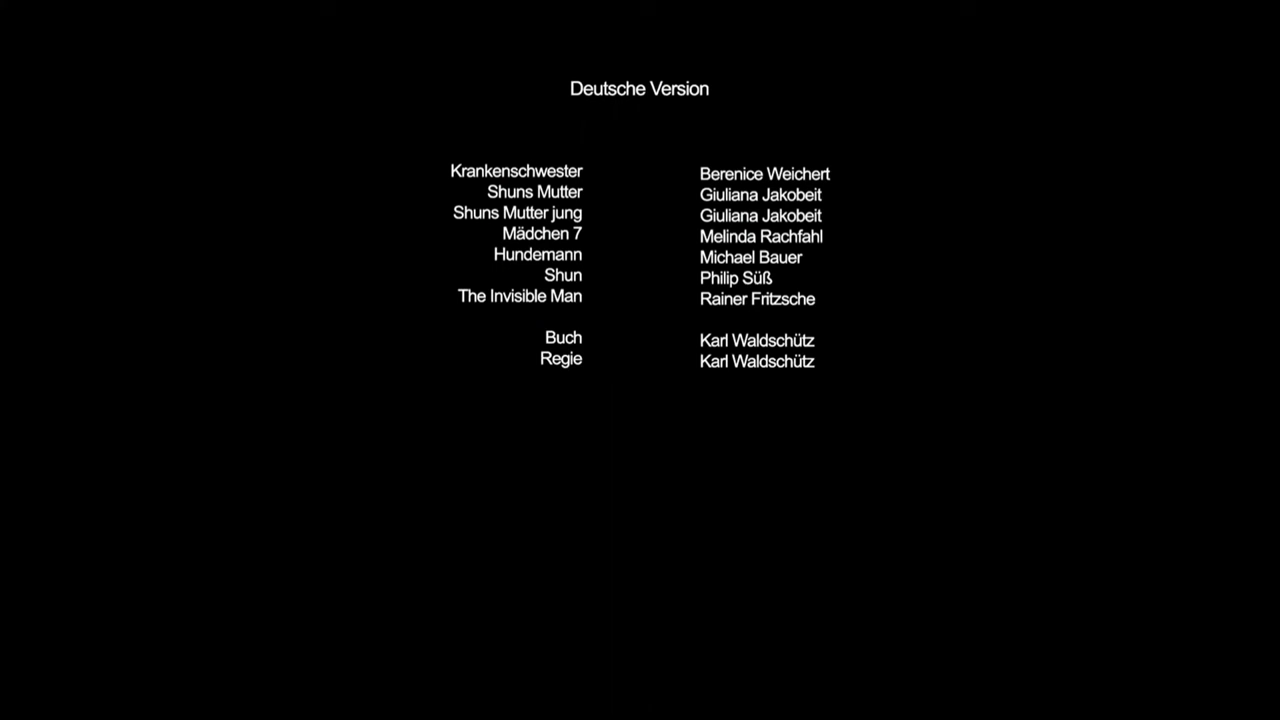 Deutsche Version
Krankenschwester Berenice Weichert
Shuns Mutter Giuliana Jakobeit
Shuns Mutter jung Giuliana Jakobeit
Mädchen 7 Melinda Rachfahl
Hundemann Michael Bauer
Shun Philip Süß
The Invisible Man Rainer Fritzsche
Buch Karl Waldschütz
Regie Karl Waldschütz